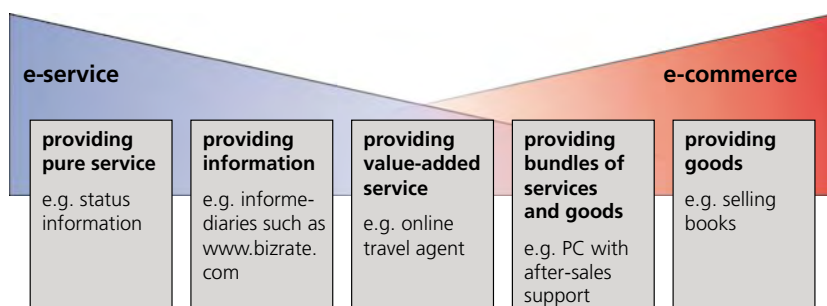 e-service
e-commerce
providing
pure service
e.g. status
information
providing
information
e.g. informe-
diaries such as
www.bizrate.
com
providing
value-added
service
e.g. online
travel agent
providing
bundles of
services
and goods
e.g. PC with
after-sales
support
providing
goods
e.g. selling
books